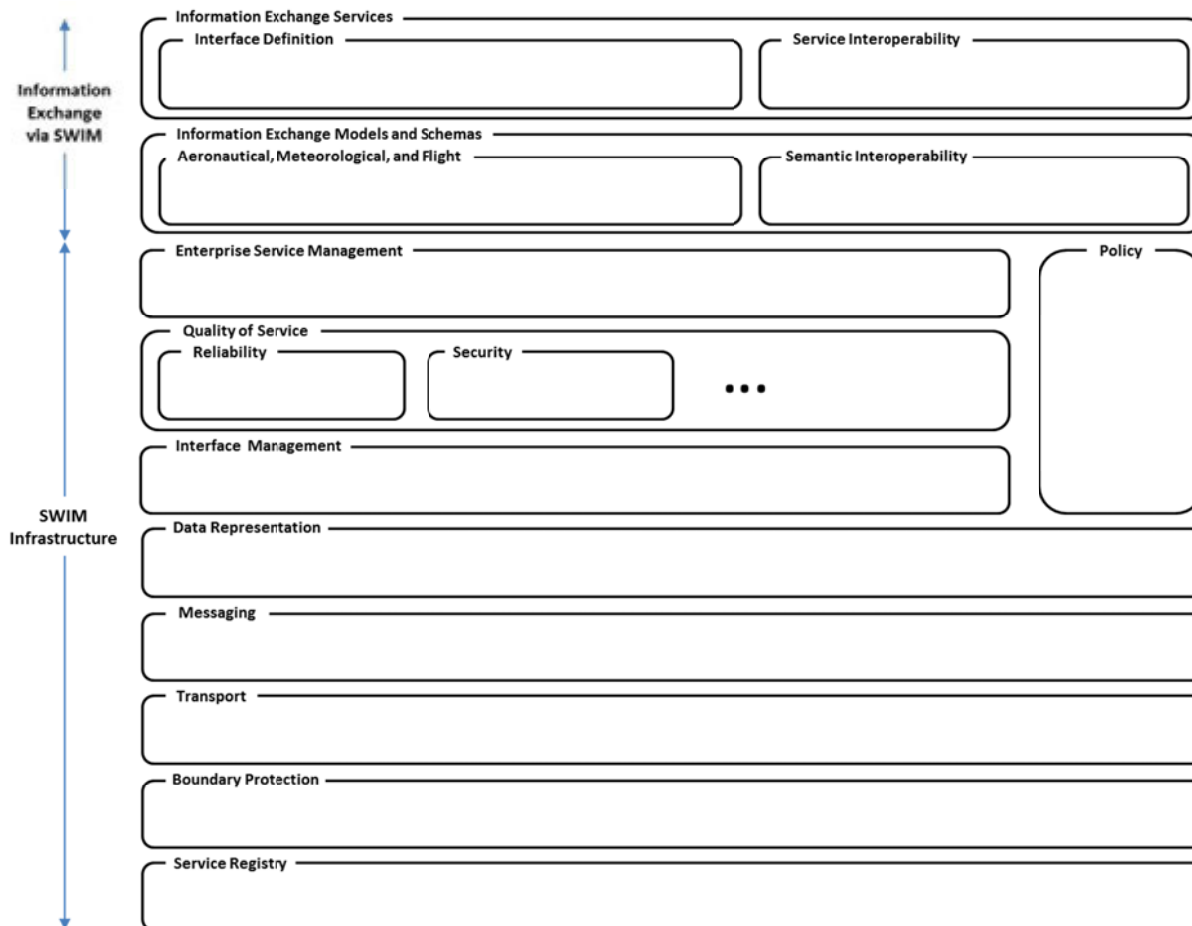 Information Exchange Services
Interface Definition
Service Interoperability
Information
Exchange
via SWIM
Information Exchange Models and Schemas
Aeronautical, Meteorological, and Flight
Semantic Interoperability
Enterprise Service Management
Policy
Quality of Service
Reliability
Security
...
Interface Management
SWIM
Infrastructure
Data Representation
Messaging
Transport
Boundary Protection
Service Registry